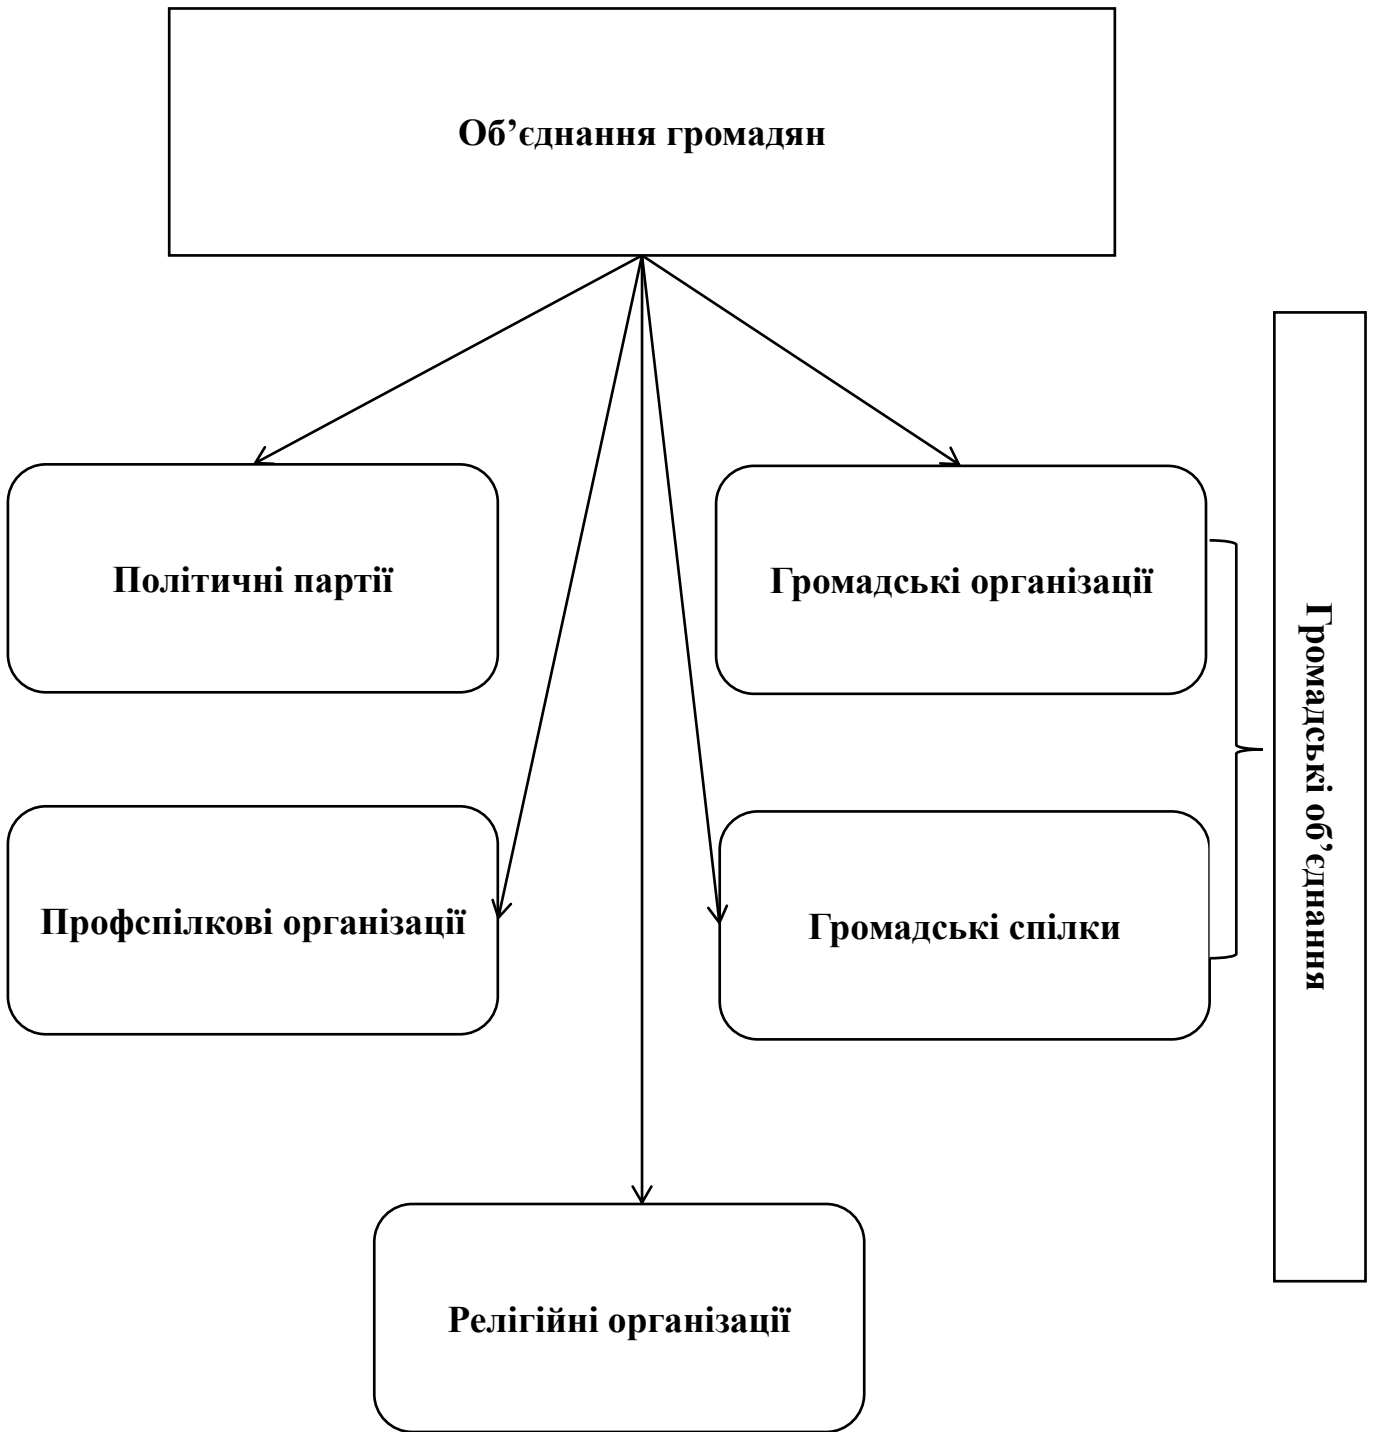 Об’єднання громадян
Політичні партії
Громадські організації
Профспілкові організації
Громадські спілки
Громадські об’єднання
Релігійні організації